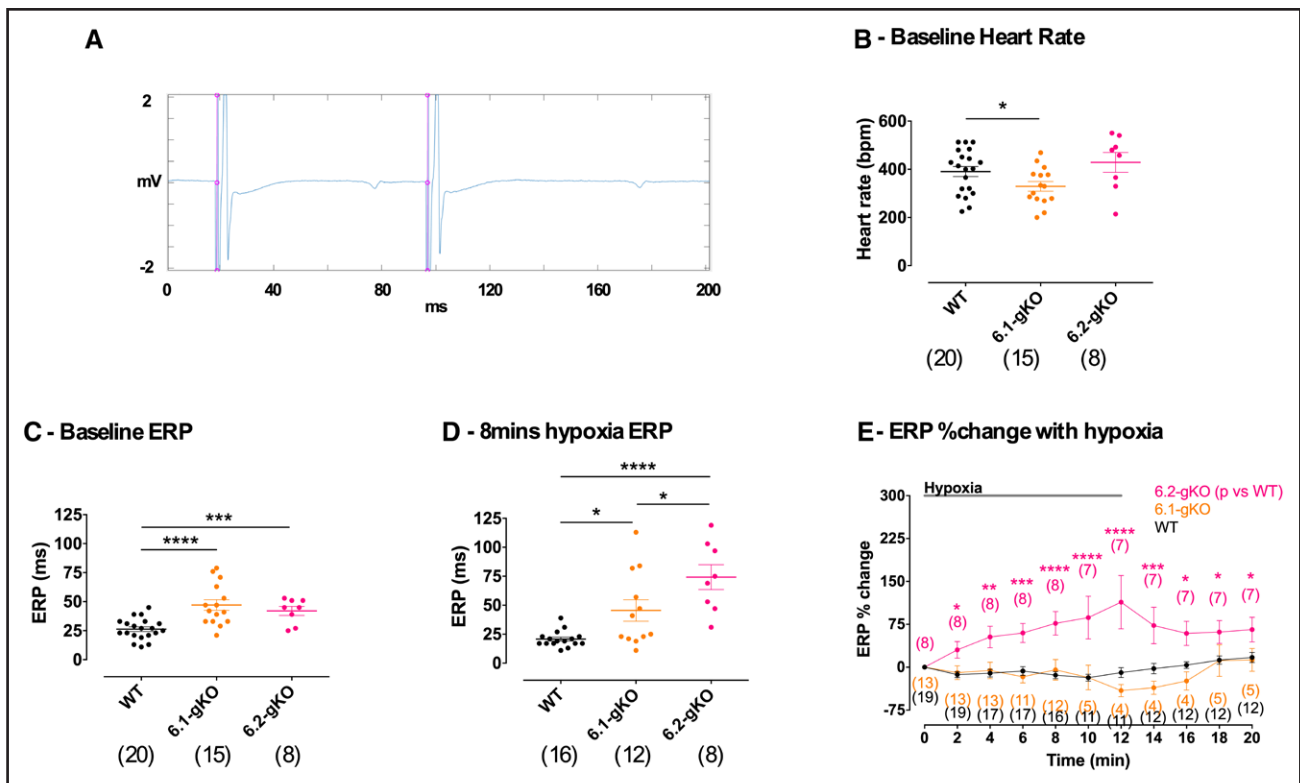 A
2
mV
-2
0 40 80 120 160 200
ms
B - Baseline Heart Rate
*
Heart rate (bpm)
600
400
200
0
WT 6.1-gKO 6.2-gKO
(20) (15) (8)
C - Baseline ERP
***
****
ERP (ms)
125
100
75
50
25
0
WT 6.1-gKO 6.2-gKO
(20) (15) (8)
D - 8mins hypoxia ERP
****
* *
ERP (ms)
125
100
75
50
25
0
WT 6.1-gKO 6.2-gKO
(16) (12) (8)
E - ERP %change with hypoxia
Hypoxia
6.2-gKO (p vs WT)
6.1-gKO
WT
ERP % change
300
150
75
0
-75
* ** *** **** **** **** *** * * *
(8) (8) (8) (8) (8) (7) (7) (7) (7) (7) (7)
(13) (13) (13) (11) (12) (5) (4) (4) (4) (5) (5)
(19) (19) (17) (17) (16) (11) (11) (12) (12) (12) (12)
0 2 4 6 8 10 12 14 16 18 20
Time (min)